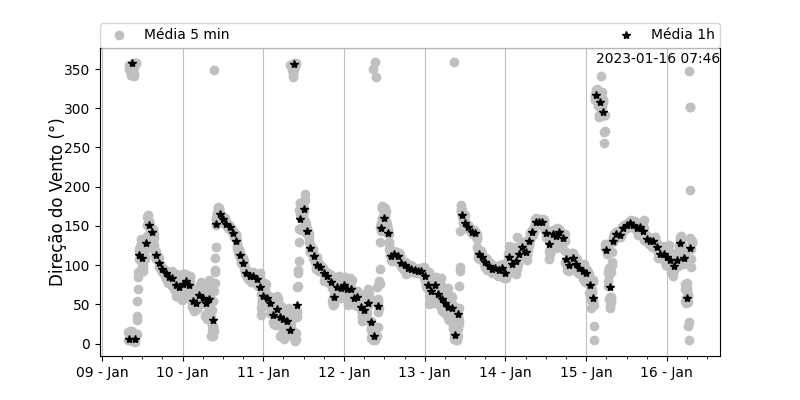 Média 5 min
Média 1h
2023-01-16 07:46
Direção do Vento (°)
350
300
250
200
150
100
50
0
09 - Jan
10 - Jan
11 - Jan
12 - Jan
13 - Jan
14 - Jan
15 - Jan
16 - Jan